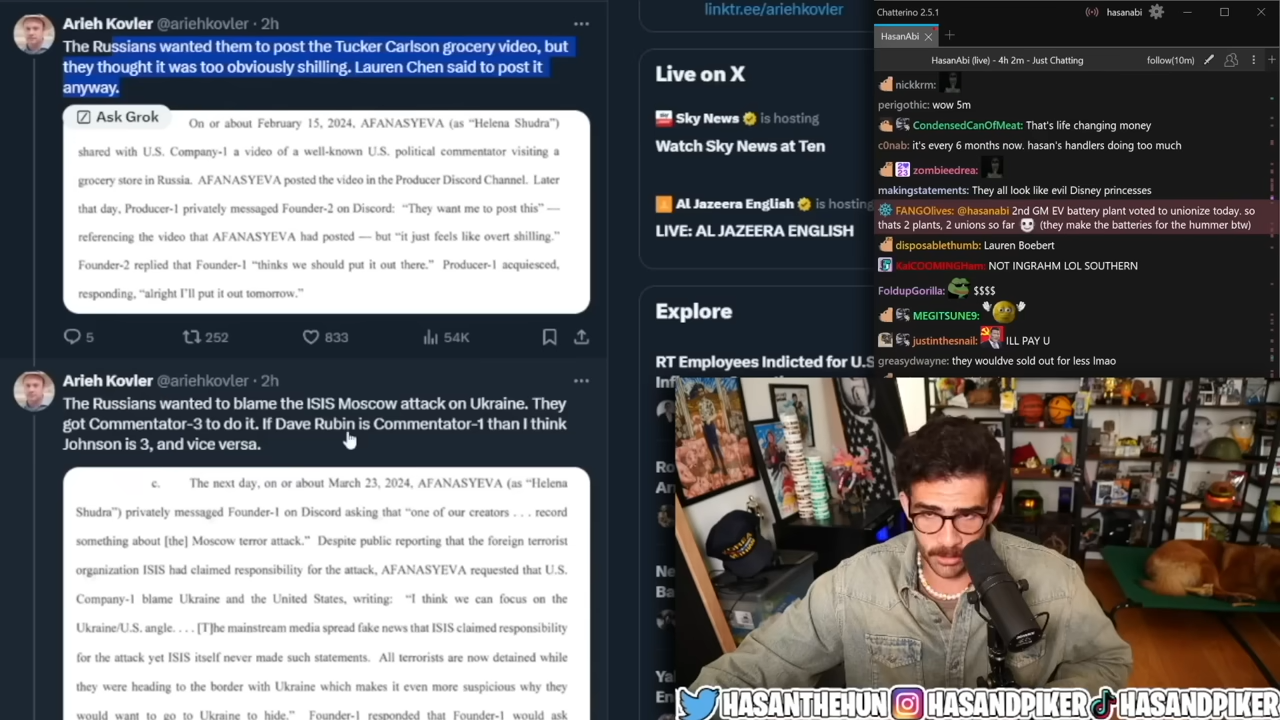 Arieh Kovler @ariehkovler · 2h
The Russians wanted them to post the Tucker Carlson grocery video, but
they thought it was too obviously shilling. Lauren Chen said to post it
anyway.
Ask Grok
On or about February 15, 2024, AFANASYEVA (as “Helena Shudra”)
shared with U.S. Company-1 a video of a well-known U.S. political commentator visiting a
grocery store in Russia. AFANASYEVA posted the video in the Producer Discord Channel. Later
that day, Producer-1 privately messaged Founder-2 on Discord: “They want me to post this” —
referencing the video that AFANASYEVA had posted — but “it just feels like overt shilling.”
Founder-2 replied that Founder-1 “thinks we should put it out there.” Producer-1 acquiesced,
responding, “alright I’ll put it out tomorrow.”
5 252 833 54K
Arieh Kovler @ariehkovler · 2h
The Russians wanted to blame the ISIS Moscow attack on Ukraine. They
got Commentator-3 to do it. If Dave Rubin is Commentator-1 than I think
Johnson is 3, and vice versa.
c. The next day, on or about March 23, 2024, AFANASYEVA (as “Helena
Shudra”) privately messaged Founder-1 on Discord asking that “one of our creators . . . record
something about [the] Moscow terror attack.” Despite public reporting that the foreign terrorist
organization ISIS had claimed responsibility for the attack, AFANASYEVA requested that U.S.
Company-1 blame Ukraine and the United States, writing: “I think we can focus on the
Ukraine/U.S. angle. . . . [T]he mainstream media spread fake news that ISIS claimed responsibility
for the attack yet ISIS itself never made such statements. All terrorists are now detained while
they were heading to the border with Ukraine which makes it even more suspicious why they
would want to go to Ukraine to hide.” Founder-1 responded that Founder-1 would ask
linktr.ee/ariehkovler
Live on X
Sky News is hosting
Watch Sky News at Ten
Al Jazeera English is hosting
LIVE: AL JAZEERA ENGLISH
Explore
RT Employees Indicted for U.S
Chatterino 2.5.1
hasanabi
HasanAbi
HasanAbi (live) - 4h 2m - Just Chatting
follow(10m)
nickkrm:
perigothic: wow 5m
CondensedCanOfMeat: That's life changing money
c0nab: it's every 6 months now. hasan's handlers doing too much
zombieedrea:
makingstatements: They all look like evil Disney princesses
FANGOlives: @hasanabi 2nd GM EV battery plant voted to unionize today. so
thats 2 plants, 2 unions so far (they make the batteries for the hummer btw)
disposablethumb: Lauren Boebert
KaiCOOMINGHam: NOT INGRAHM LOL SOUTHERN
FoldupGorilla: $$$$
MEGITSUNE9:
justinthesnail: ILL PAY U
greasydwayne: they wouldve sold out for less lmao
HASANTHEHUN HASANDPIKER HASANDPIKER